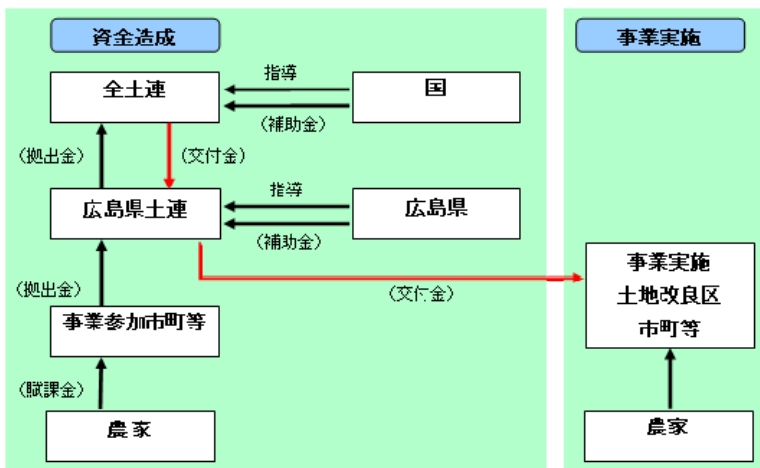 資金造成
事業実施
全土連
指導
国
(補助金)
(拠出金)
(交付金)
広島県土連
指導
広島県
(補助金)
(拠出金)
(交付金)
事業実施
土地改良区
市町等
事業参加市町等
(賦課金)
農家
農家